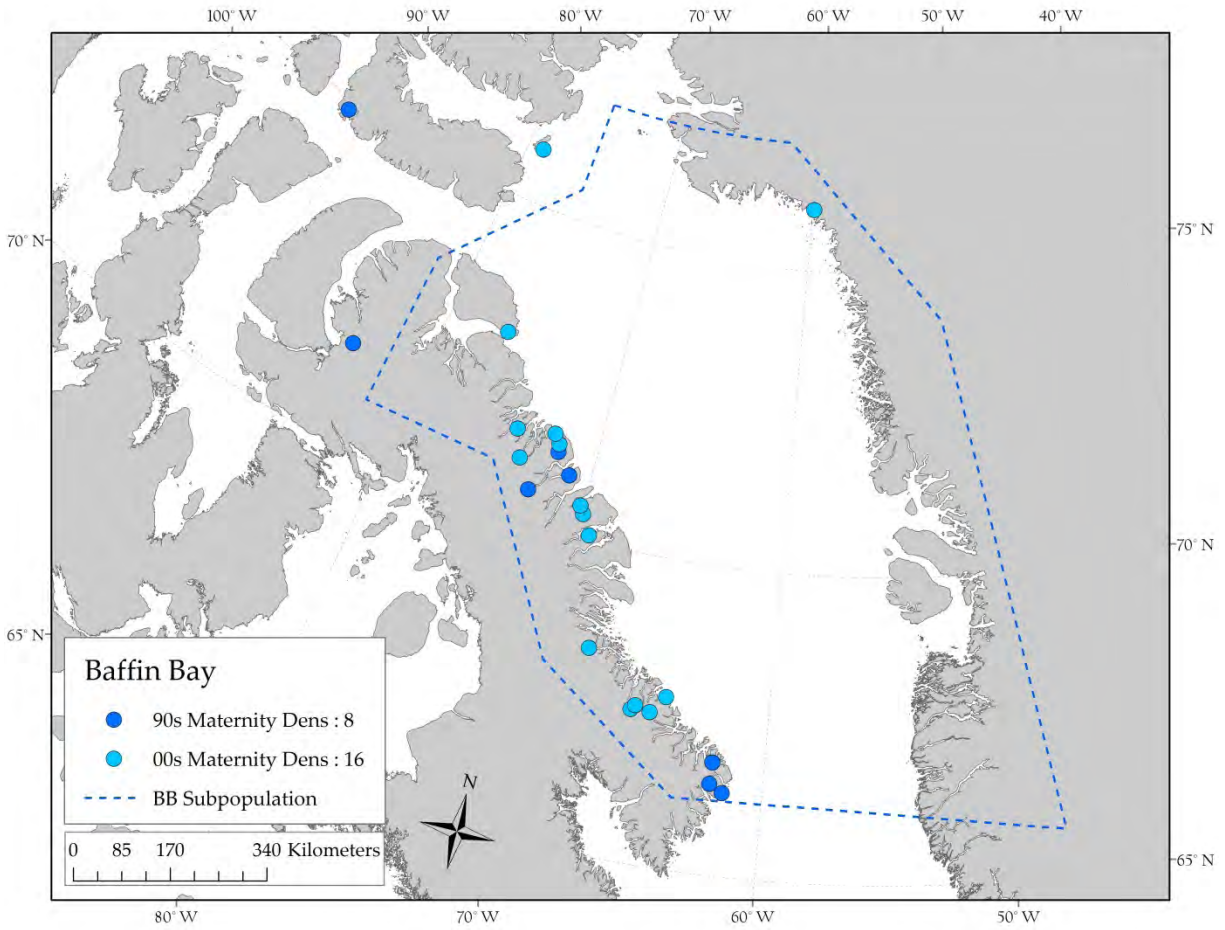 100° W 90° W 80° W 70° W 60° W 50° W 40° W
70° N
75° N
70° N
65° N
65° N
Baffin Bay
90s Maternity Dens : 8
00s Maternity Dens : 16
BB Subpopulation
N
0 85 170 340 Kilometers
80° W 70° W 60° W 50° W